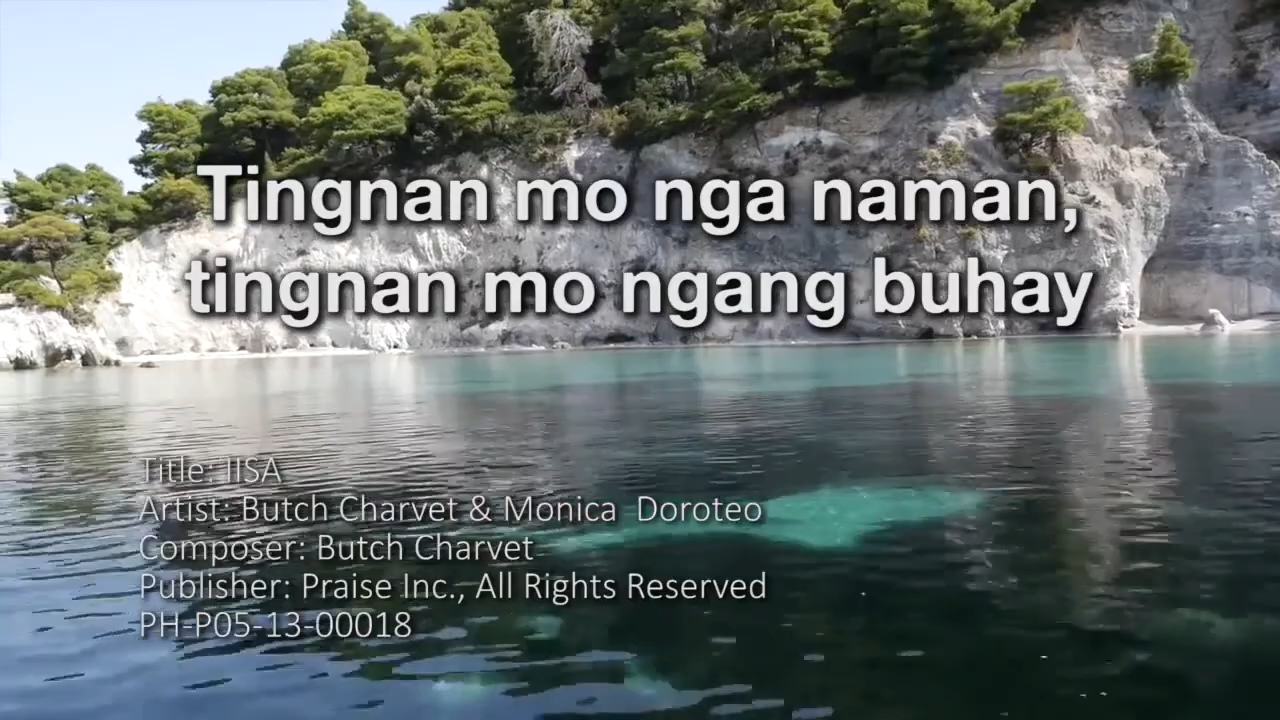 Tingnan mo nga naman,
tingnan mo ngang buhay
Title: IISA
Artist: Butch Charvet & Monica Doroteo
Composer: Butch Charvet
Publisher: Praise Inc., All Rights Reserved
PH-P05-13-00018